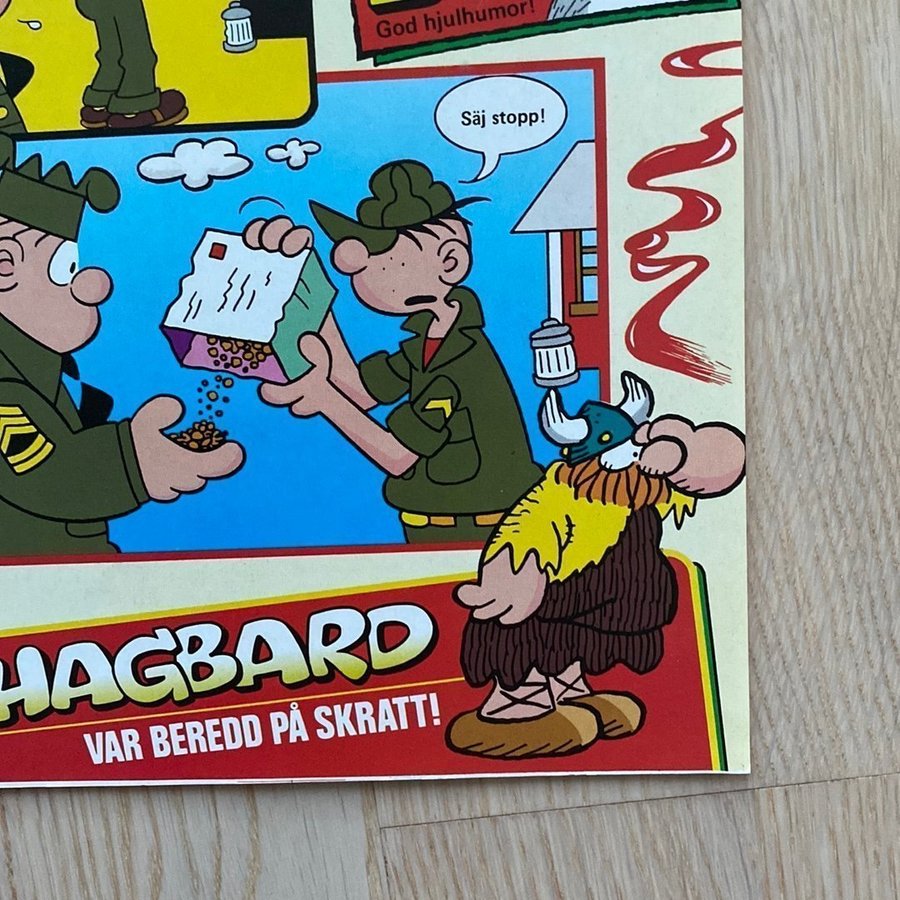 God hjulhumor!
Säj stopp!
HAGBARD
VAR BEREDD PÅ SKRATT!